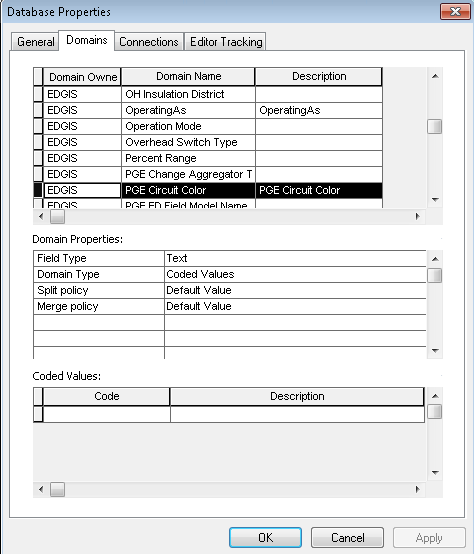 Database Properties
General Domains Connections Editor Tracking
Domain Owne Domain Name Description
EDGIS OH Insulation District
EDGIS OperatingAs OperatingAs
EDGIS Operation Mode
EDGIS Overhead Switch Type
EDGIS Percent Range
EDGIS PGE Change Aggregator T
EDGIS PGE Circuit Color PGE Circuit Color
EDGIS PGE ED Field Model Name
Domain Properties:
Field Type Text
Domain Type Coded Values
Split policy Default Value
Merge policy Default Value
Coded Values:
Code Description
OK Cancel Apply